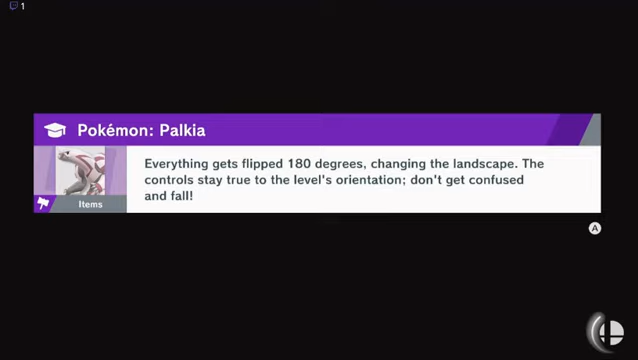 1
Pokémon: Palkia
Everything gets flipped 180 degrees, changing the landscape. The
controls stay true to the level's orientation; don't get confused
and fall!
Items
A